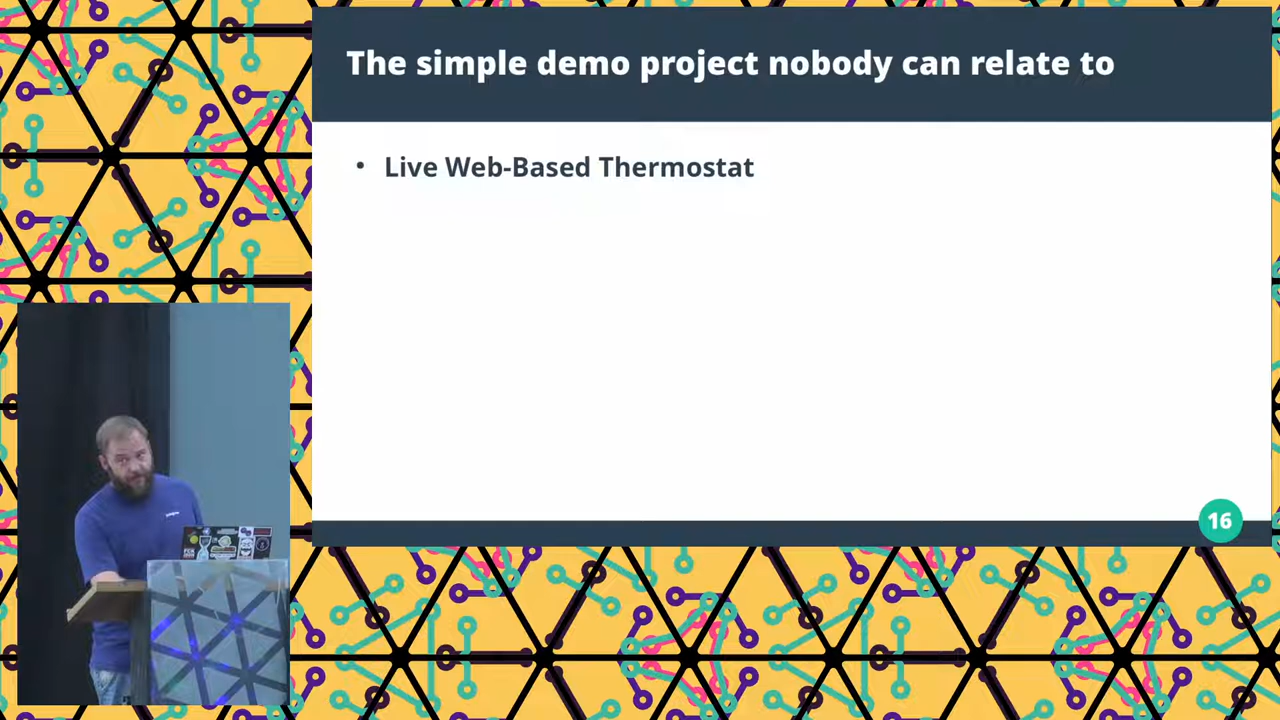 The simple demo project nobody can relate to
• Live Web-Based Thermostat
16